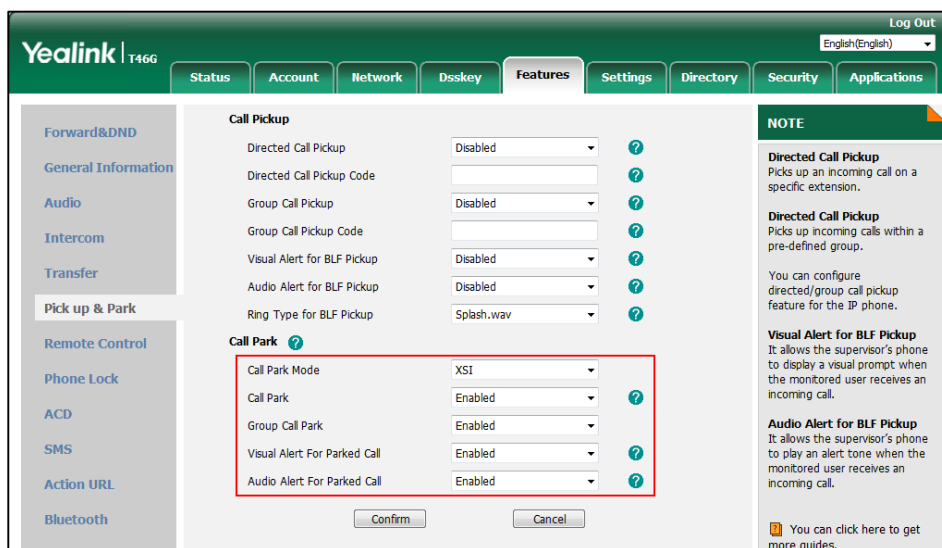 Log Out
Yealink T46G
English(English)
Status Account Network Dsskey Features Settings Directory Security Applications
Forward&DND
General Information
Audio
Intercom
Transfer
Pick up & Park
Remote Control
Phone Lock
ACD
SMS
Action URL
Bluetooth
Call Pickup
Directed Call Pickup Disabled ?
Directed Call Pickup Code ?
Group Call Pickup Disabled ?
Group Call Pickup Code ?
Visual Alert for BLF Pickup Disabled ?
Audio Alert for BLF Pickup Disabled ?
Ring Type for BLF Pickup Splash.wav ?
Call Park ?
Call Park Mode XSI
Call Park Enabled ?
Group Call Park Enabled
Visual Alert For Parked Call Enabled ?
Audio Alert For Parked Call Enabled ?
Confirm Cancel
NOTE
Directed Call Pickup
Picks up an incoming call on a
specific extension.
Directed Call Pickup
Picks up incoming calls within a
pre-defined group.
You can configure
directed/group call pickup
feature for the IP phone.
Visual Alert for BLF Pickup
It allows the supervisor's phone
to display a visual prompt when
the monitored user receives an
incoming call.
Audio Alert for BLF Pickup
It allows the supervisor's phone
to play an alert tone when the
monitored user receives an
incoming call.
? You can click here to get
more guides.